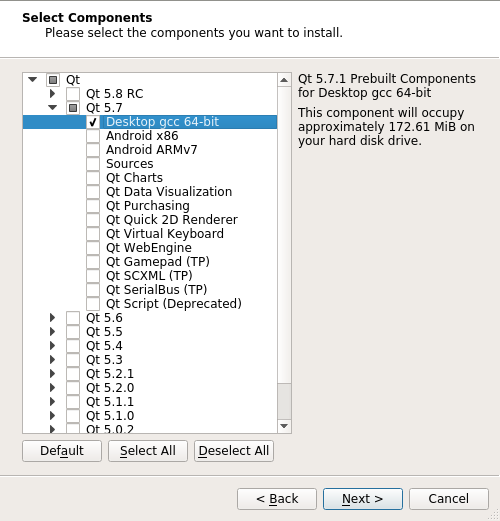 Select Components
Please select the components you want to install.
Qt
Qt 5.8 RC
Qt 5.7
Desktop gcc 64-bit
Android x86
Android ARMv7
Sources
Qt Charts
Qt Data Visualization
Qt Purchasing
Qt Quick 2D Renderer
Qt Virtual Keyboard
Qt WebEngine
Qt Gamepad (TP)
Qt SCXML (TP)
Qt SerialBus (TP)
Qt Script (Deprecated)
Qt 5.6
Qt 5.5
Qt 5.4
Qt 5.3
Qt 5.2.1
Qt 5.2.0
Qt 5.1.1
Qt 5.1.0
Qt 5.0.2
Qt 5.7.1 Prebuilt Components
for Desktop gcc 64-bit
This component will occupy
approximately 172.61 MiB on
your hard disk drive.
Default
Select All
Deselect All
< Back
Next >
Cancel